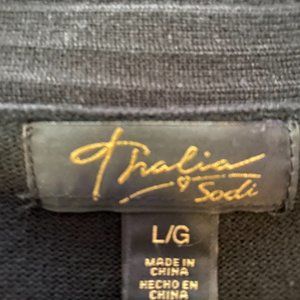 Thalia
Sodi
L/G
MADE IN
CHINA
HECHO EN
CHINA